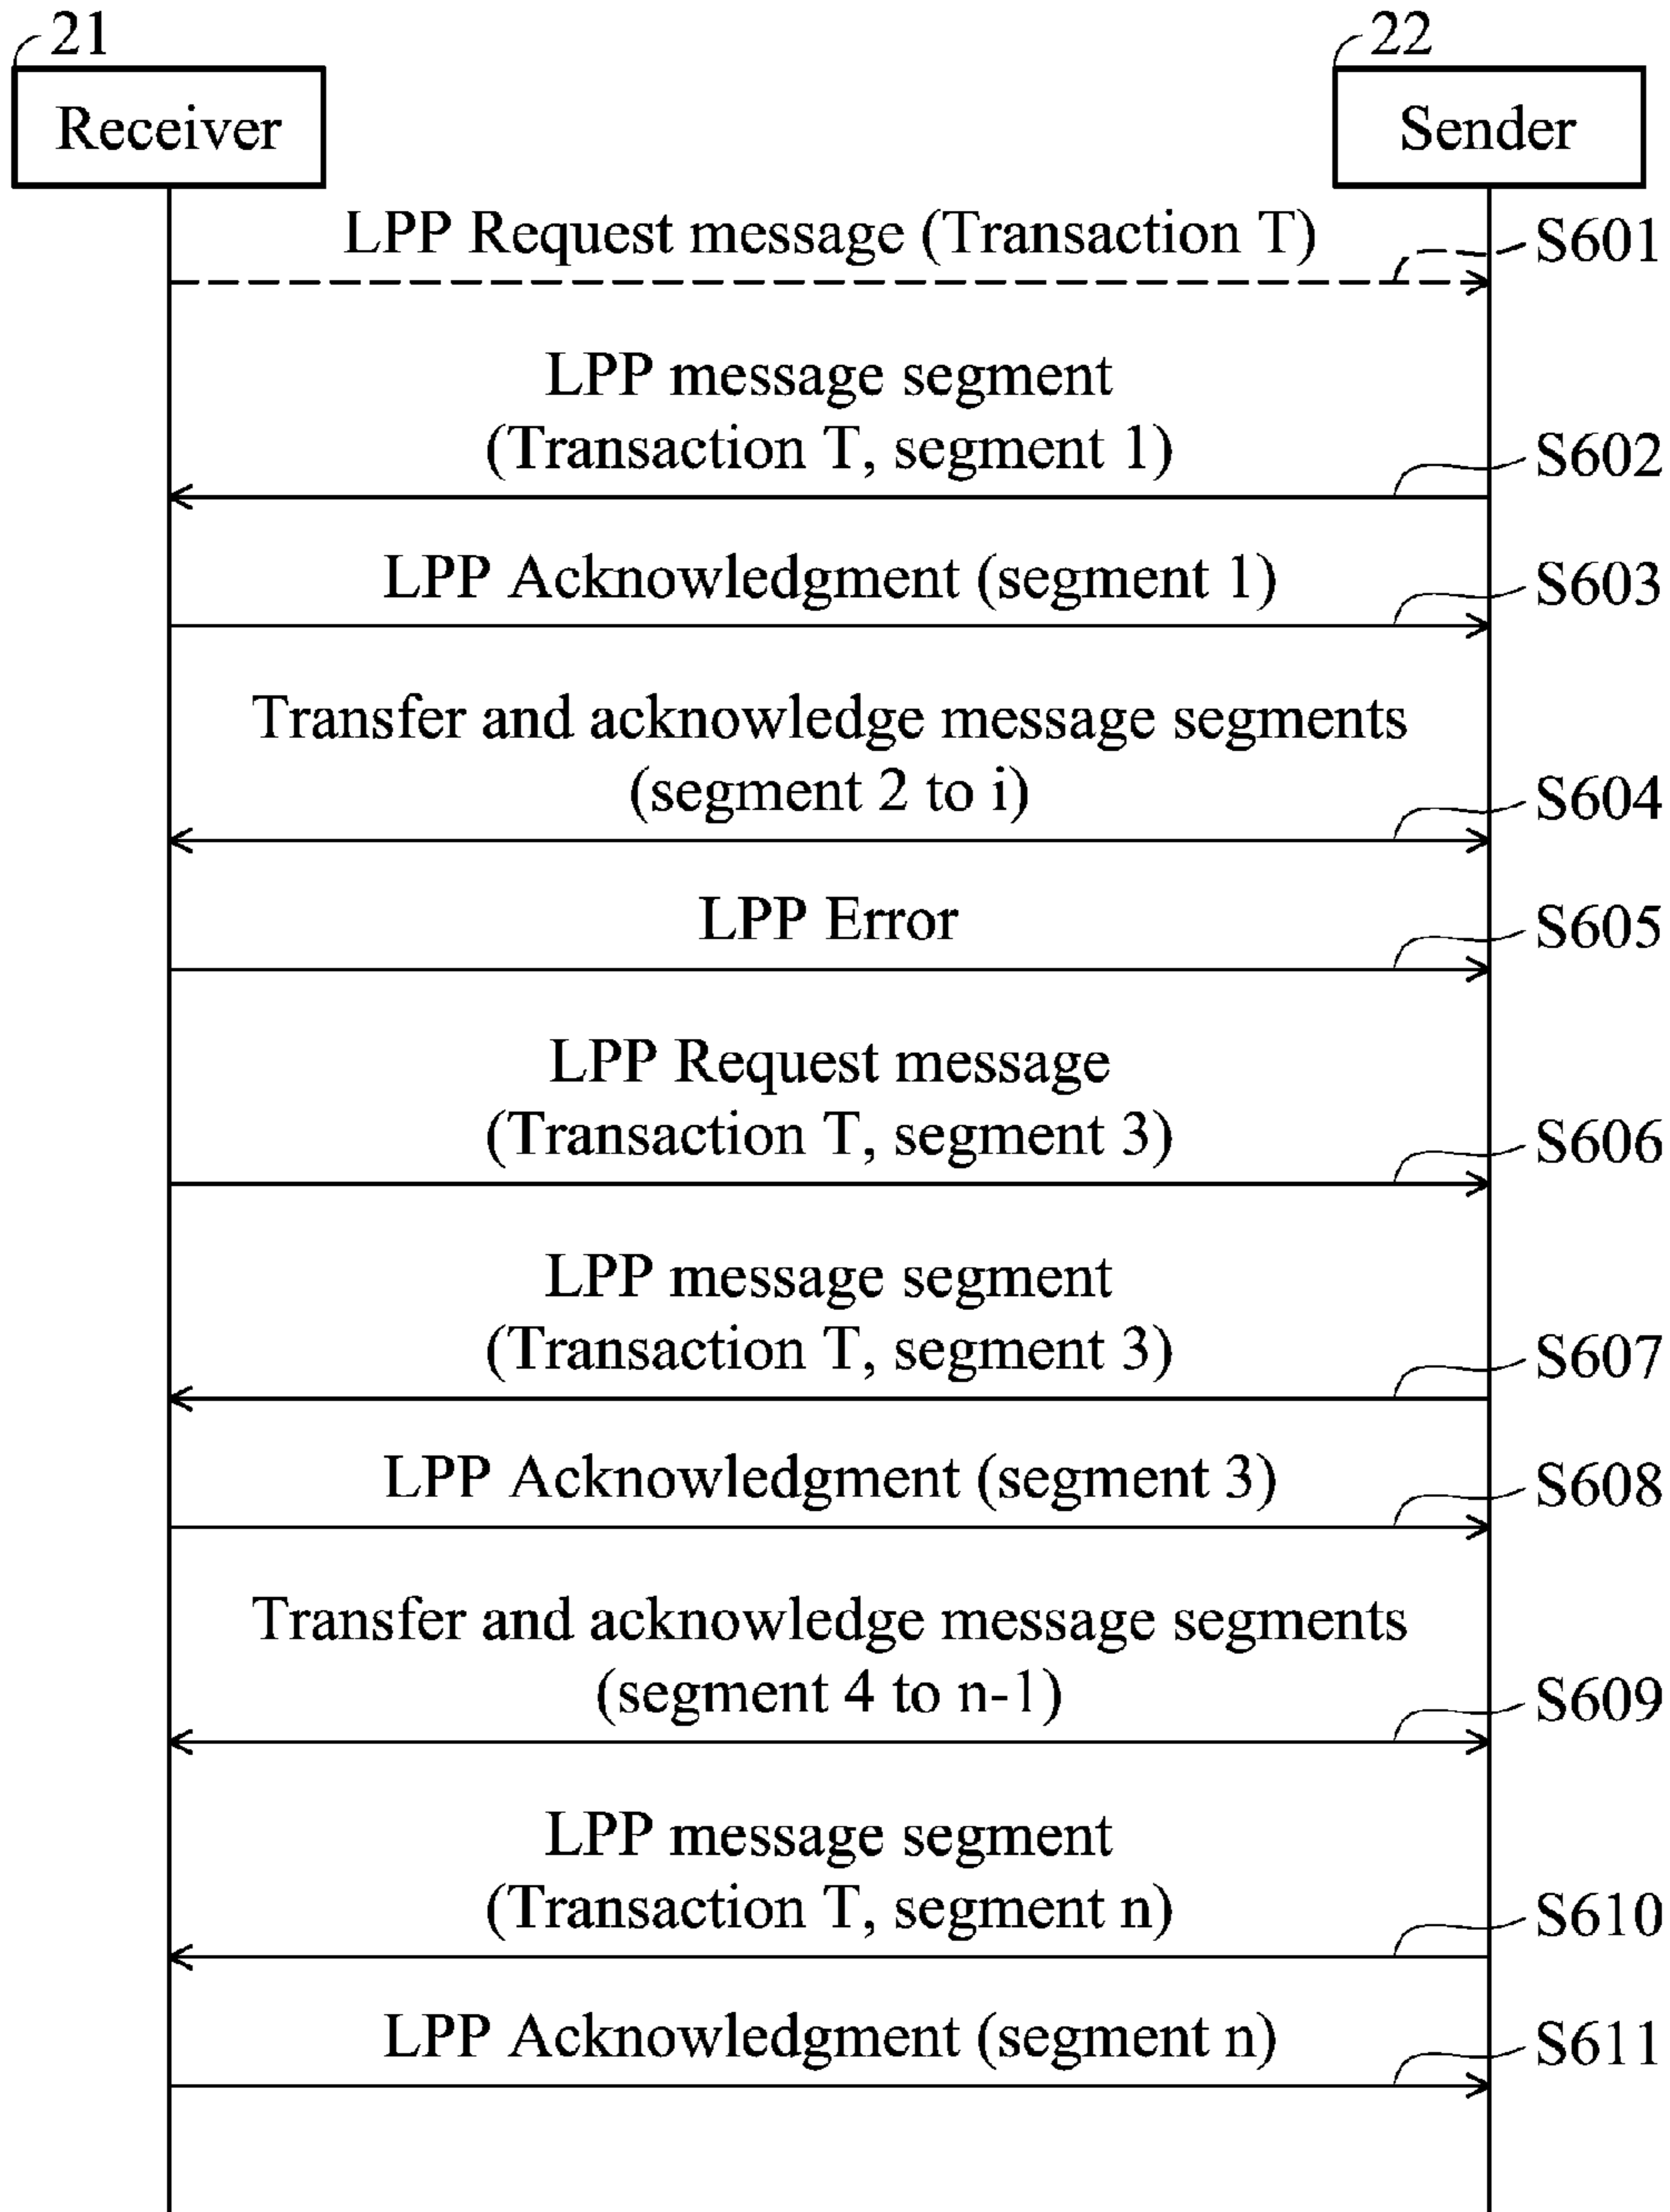 21
22
Receiver
Sender
LPP Request message (Transaction T)
S601
LPP message segment
(Transaction T, segment 1)
S602
LPP Acknowledgment (segment 1)
S603
Transfer and acknowledge message segments
(segment 2 to i)
S604
LPP Error
S605
LPP Request message
(Transaction T, segment 3)
S606
LPP message segment
(Transaction T, segment 3)
S607
LPP Acknowledgment (segment 3)
S608
Transfer and acknowledge message segments
(segment 4 to n-1)
S609
LPP message segment
(Transaction T, segment n)
S610
LPP Acknowledgment (segment n)
S611